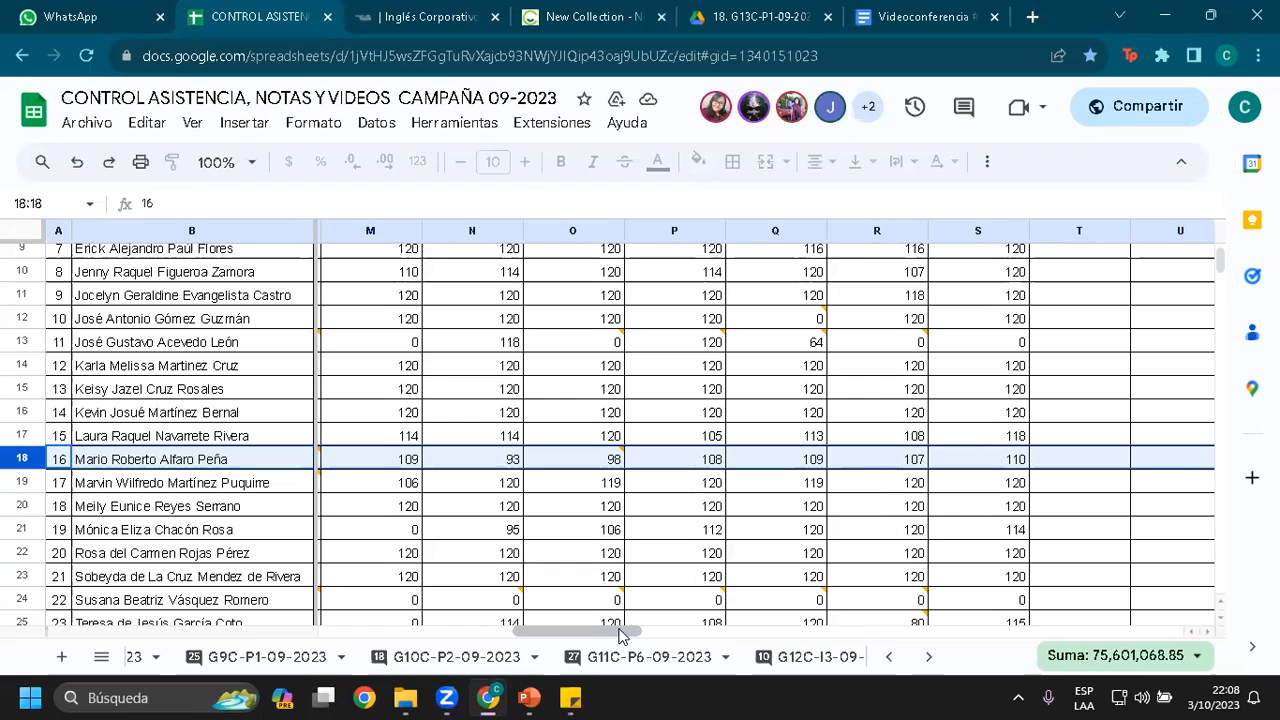 WhatsApp
CONTROL ASISTEN
Inglés Corporativo
New Collection - N
18. G13C-P1-09-202
Videoconferencia #
docs.google.com/spreadsheets/d/1jVtHJ5wsZFGgTuRvXajcb93NWjYJIQip43oaj9UbUZc/edit#gid=1340151023
CONTROL ASISTENCIA, NOTAS Y VIDEOS CAMPAÑA 09-2023
J
+2
Compartir
C
Archivo Editar Ver Insertar Formato Datos Herramientas Extensiones Ayuda
100% $ % .0 .00 123 10 B I A
18:18 fx 16
A B M N O P Q R S T U
9 7 Erick Alejandro Paúl Flores 120 120 120 120 116 116 120
10 8 Jenny Raquel Figueroa Zamora 110 114 120 114 120 107 120
11 9 Jocelyn Geraldine Evangelista Castro 120 120 120 120 120 118 120
12 10 José Antonio Gómez Guzmán 120 120 120 120 0 120 120
13 11 José Gustavo Acevedo León 0 118 0 120 64 0 0
14 12 Karla Melissa Martinez Cruz 120 120 120 120 120 120 120
15 13 Keisy Jazel Cruz Rosales 120 120 120 120 120 120 120
16 14 Kevin Josué Martínez Bernal 120 120 120 120 120 120 120
17 15 Laura Raquel Navarrete Rivera 114 114 120 105 113 108 118
18 16 Mario Roberto Alfaro Peña 109 93 98 108 109 107 110
19 17 Marvin Wilfredo Martínez Puquirre 106 120 119 120 119 120 120
20 18 Meily Eunice Reyes Serrano 120 120 120 120 120 120 120
21 19 Mónica Eliza Chacón Rosa 0 95 106 112 120 120 114
22 20 Rosa del Carmen Rojas Pérez 120 120 120 120 120 120 120
23 21 Sobeyda de La Cruz Mendez de Rivera 120 120 120 120 120 120 120
24 22 Susana Beatriz Vásquez Romero 0 0 0 0 0 0 0
25 23 Teresa de Jesús García Coto 0 114 120 108 120 80 115
23 25 G9C-P1-09-2023 18 G10C-P2-09-2023 27 G11C-P6-09-2023 10 G12C-I3-09- Suma: 75,601,068.85
Búsqueda
PRE
ESP
LAA
22:08
3/10/2023